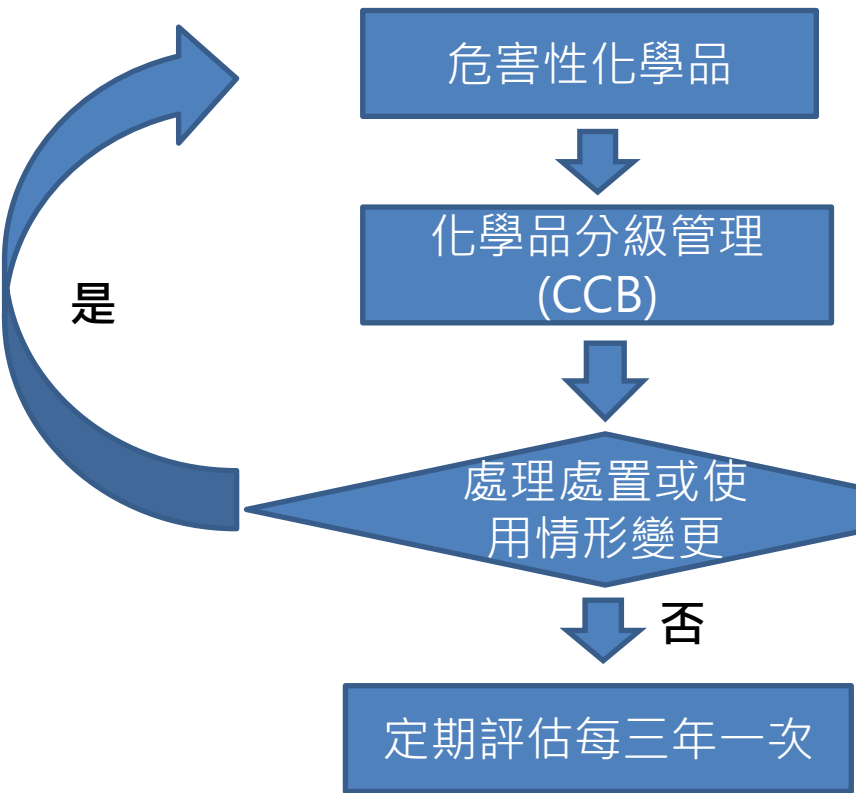 危害性化學品
化學品分級管理
(CCB)
是
處理處置或使
用情形變更
否
定期評估每三年一次